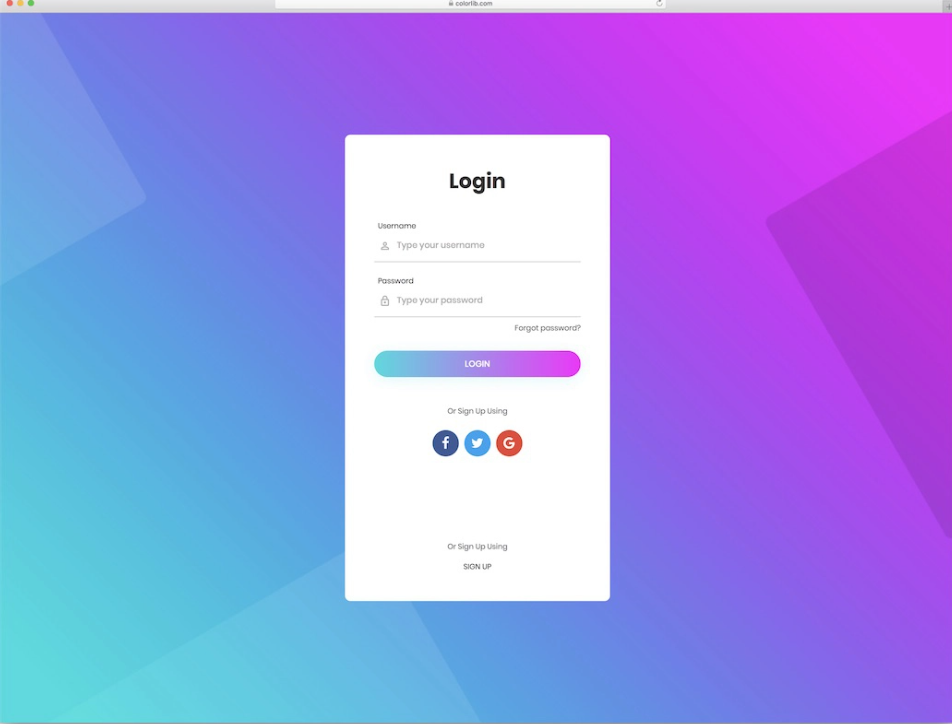 colorlib.com
Login
Username
Type your username
Password
Type your password
Forgot password?
LOGIN
Or Sign Up Using
Or Sign Up Using
SIGN UP